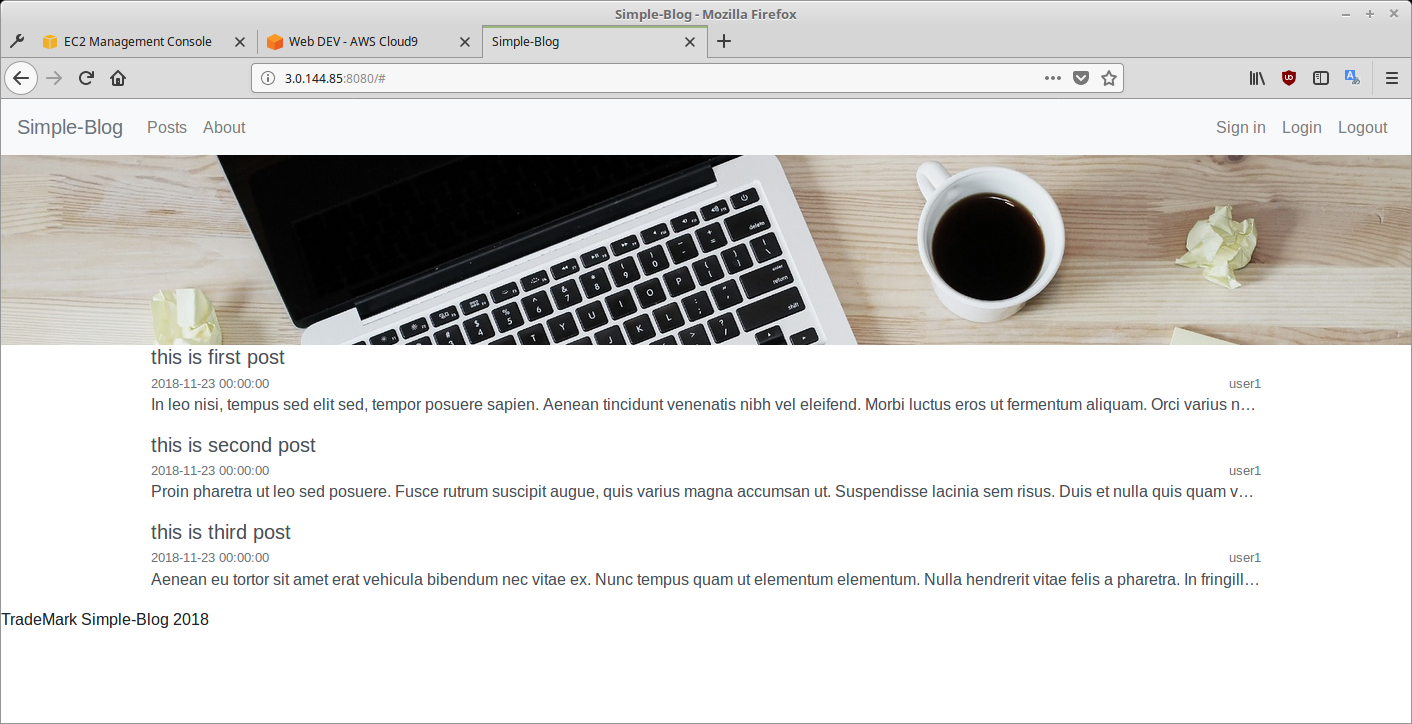 Simple-Blog - Mozilla Firefox
EC2 Management Console
Web DEV - AWS Cloud9
Simple-Blog
3.0.144.85:8080/#
Simple-Blog Posts About Sign in Login Logout
delete
enter
return
shift
T Y U I O P
J K L
this is first post
2018-11-23 00:00:00 user1
In leo nisi, tempus sed elit sed, tempor posuere sapien. Aenean tincidunt venenatis nibh vel eleifend. Morbi luctus eros ut fermentum aliquam. Orci varius n…
this is second post
2018-11-23 00:00:00 user1
Proin pharetra ut leo sed posuere. Fusce rutrum suscipit augue, quis varius magna accumsan ut. Suspendisse lacinia sem risus. Duis et nulla quis quam v…
this is third post
2018-11-23 00:00:00 user1
Aenean eu tortor sit amet erat vehicula bibendum nec vitae ex. Nunc tempus quam ut elementum elementum. Nulla hendrerit vitae felis a pharetra. In fringill…
TradeMark Simple-Blog 2018